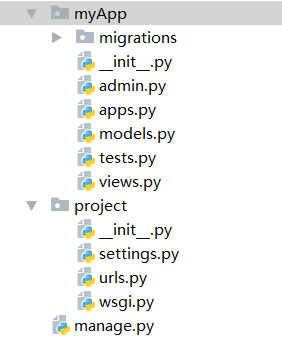 myApp
migrations
__init__.py
admin.py
apps.py
models.py
tests.py
views.py
project
__init__.py
settings.py
urls.py
wsgi.py
manage.py